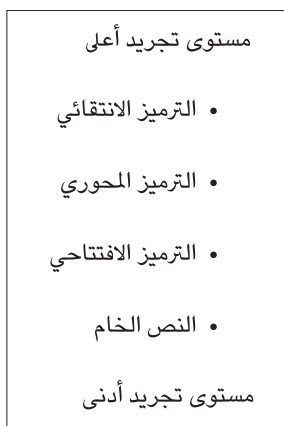 مستوى تجريد أعلى
• الترميز الانتقائي
• الترميز المحوري
• الترميز الافتتاحي
• النص الخام
مستوى تجريد أدنى